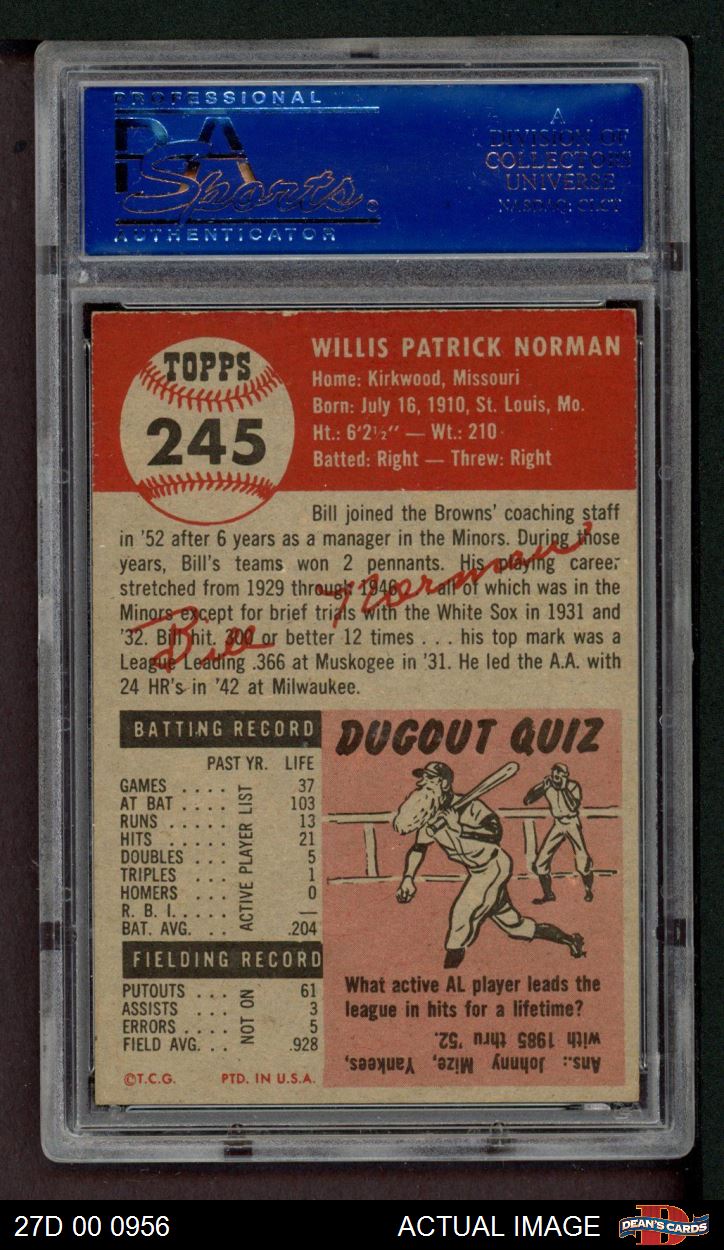 PROFESSIONAL
PSA
Sports
AUTHENTICATOR
A
DIVISION OF
COLLECTORS
UNIVERSE
NASDAQ: CLCT
TOPPS
245
WILLIS PATRICK NORMAN
Home: Kirkwood, Missouri
Born: July 16, 1910, St. Louis, Mo.
Ht.: 6'2½" — Wt.: 210
Batted: Right — Threw: Right
Bill joined the Browns' coaching staff
in '52 after 6 years as a manager in the Minors. During those
years, Bill's teams won 2 pennants. His playing career
stretched from 1929 through 1946 all of which was in the
Minors except for brief trials with the White Sox in 1931 and
'32. Bill hit. 300 or better 12 times . . . his top mark was a
League Leading .366 at Muskogee in '31. He led the A.A. with
24 HR's in '42 at Milwaukee.
Bill Norman
BATTING RECORD
PAST YR. LIFE
GAMES . . . . 37
AT BAT . . . . 103
RUNS . . . . . 13
HITS . . . . . 21
DOUBLES . . . 5
TRIPLES . . . 1
HOMERS . . . 0
R. B. I. . . . . —
BAT. AVG. . . .204
FIELDING RECORD
PUTOUTS . . . 61
ASSISTS . . . 3
ERRORS . . . . 5
FIELD AVG. . . .928
NOT ON ACTIVE PLAYER LIST
©T.C.G. PTD. IN U.S.A.
DUGOUT QUIZ
What active AL player leads the
league in hits for a lifetime?
Ans.: Johnny Mize, Yankees,
with 1985 thru '52.
27D 00 0956
ACTUAL IMAGE
D
DEAN'S CARDS